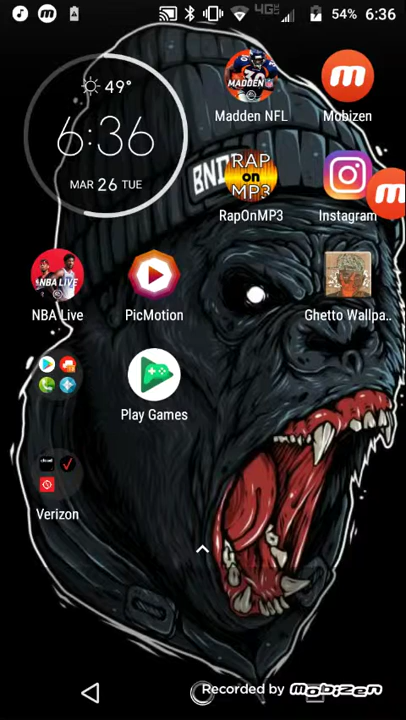 4G
54% 6:36
49°
6:36
MAR 26 TUE
MADDEN
Madden NFL
Mobizen
RAP
on
MP3
RapOnMP3
Instagram
NBA LIVE
NBA Live
PicMotion
Ghetto Wallpa..
Play Games
Verizon
Recorded by Mobizen